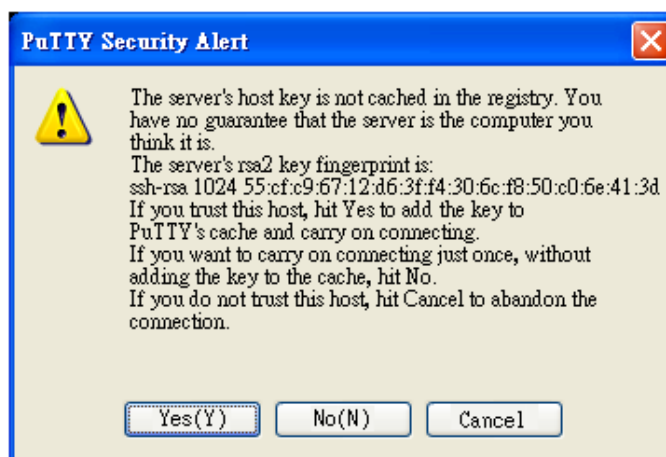 PuTTY Security Alert
The server's host key is not cached in the registry. You
have no guarantee that the server is the computer you
think it is.
The server's rsa2 key fingerprint is:
ssh-rsa 1024 55:cf:c9:67:12:d6:3f:f4:30:6c:f8:50:c0:6e:41:3d
If you trust this host, hit Yes to add the key to
PuTTY's cache and carry on connecting.
If you want to carry on connecting just once, without
adding the key to the cache, hit No.
If you do not trust this host, hit Cancel to abandon the
connection.
Yes(Y) No(N) Cancel